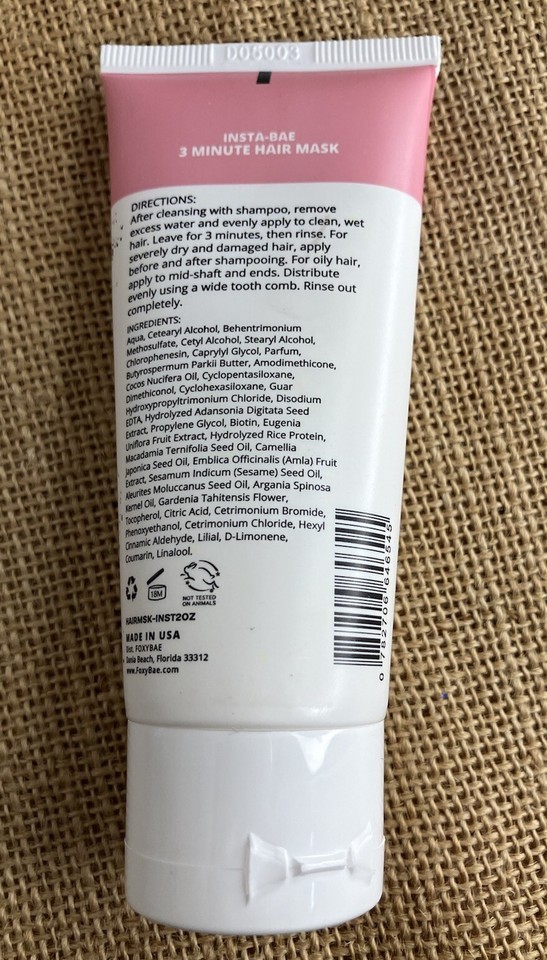 D05003
INSTA-BAE
3 MINUTE HAIR MASK
DIRECTIONS:
After cleansing with shampoo, remove
excess water and evenly apply to clean, wet
hair. Leave for 3 minutes, then rinse. For
severely dry and damaged hair, apply
before and after shampooing. For oily hair,
apply to mid-shaft and ends. Distribute
evenly using a wide tooth comb. Rinse out
completely.
INGREDIENTS:
Aqua, Cetearyl Alcohol, Behentrimonium
Methosulfate, Cetyl Alcohol, Stearyl Alcohol,
Chlorophenesin, Caprylyl Glycol, Parfum,
Butyrospermum Parkii Butter, Amodimethicone,
Cocos Nucifera Oil, Cyclopentasiloxane,
Dimethiconol, Cyclohexasiloxane, Guar
Hydroxypropyltrimonium Chloride, Disodium
EDTA, Hydrolyzed Adansonia Digitata Seed
Extract, Propylene Glycol, Biotin, Eugenia
Uniflora Fruit Extract, Hydrolyzed Rice Protein,
Macadamia Ternifolia Seed Oil, Camellia
Japonica Seed Oil, Emblica Officinalis (Amla) Fruit
Extract, Sesamum Indicum (Sesame) Seed Oil,
Aleurites Moluccanus Seed Oil, Argania Spinosa
Kernel Oil, Gardenia Tahitensis Flower,
Tocopherol, Citric Acid, Cetrimonium Bromide,
Phenoxyethanol, Cetrimonium Chloride, Hexyl
Cinnamic Aldehyde, Lilial, D-Limonene,
Coumarin, Linalool.
18M
NOT TESTED
ON ANIMALS
HAIRMSK-INST2OZ
MADE IN USA
Dist. FOXYBAE
Dania Beach, Florida 33312
www.FoxyBae.com
0 782706 646545